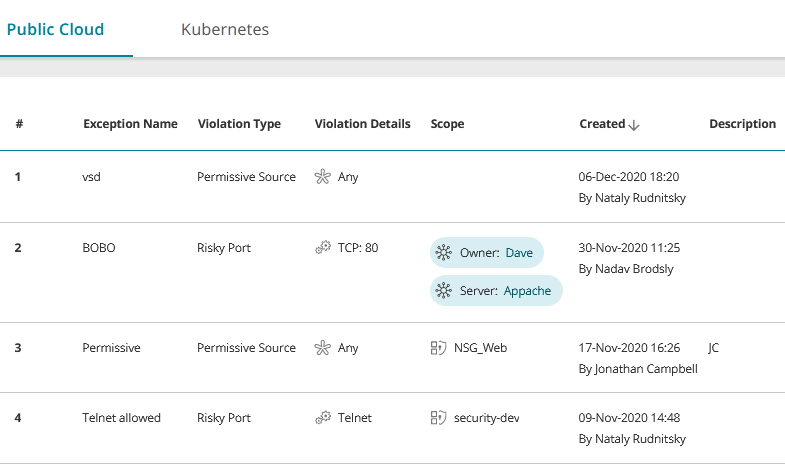 Public Cloud Kubernetes
# Exception Name Violation Type Violation Details Scope Created Description
1 vsd Permissive Source Any 06-Dec-2020 18:20
By Nataly Rudnitsky
2 BOBO Risky Port TCP: 80 Owner: Dave 30-Nov-2020 11:25
By Nadav Brodsly
Server: Appache
3 Permissive Permissive Source Any NSG_Web 17-Nov-2020 16:26 JC
By Jonathan Campbell
4 Telnet allowed Risky Port Telnet security-dev 09-Nov-2020 14:48
By Nataly Rudnitsky